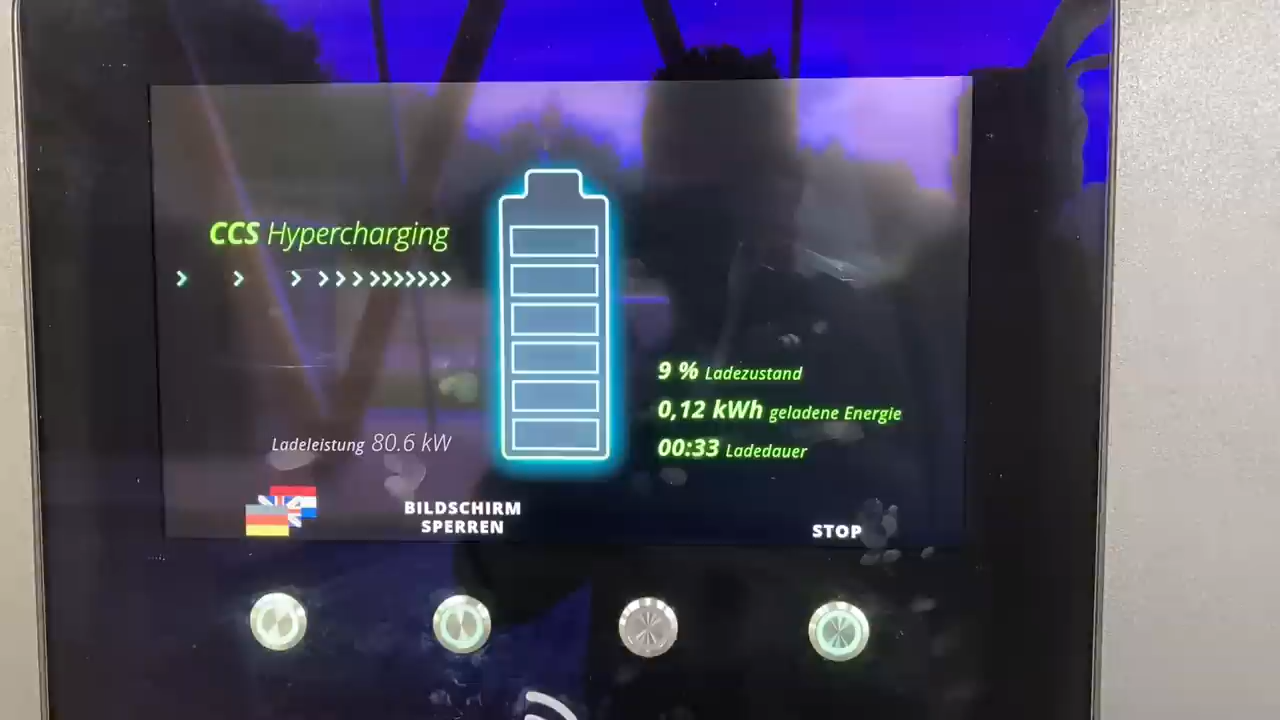 CCS Hypercharging
9 % Ladezustand
0,12 kWh geladene Energie
00:33 Ladedauer
Ladeleistung 80.6 kW
BILDSCHIRM
SPERREN
STOP